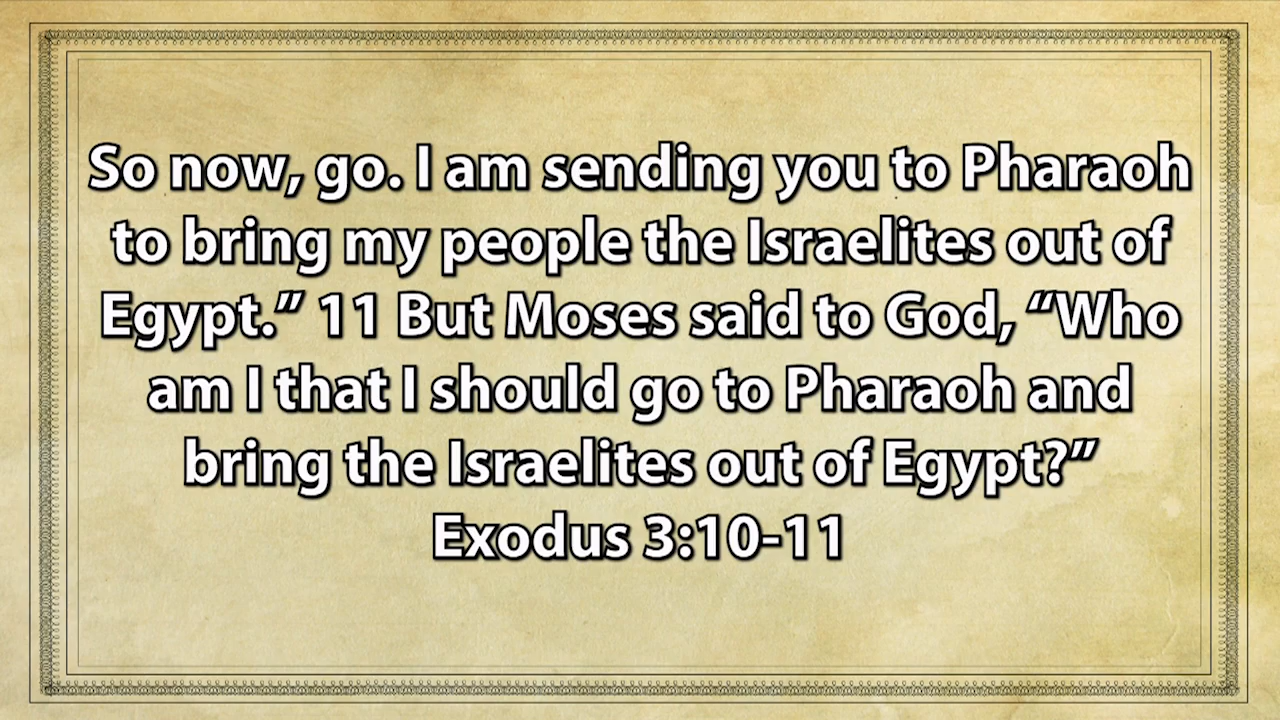 So now, go. I am sending you to Pharaoh
to bring my people the Israelites out of
Egypt.” 11 But Moses said to God, “Who
am I that I should go to Pharaoh and
bring the Israelites out of Egypt?”
Exodus 3:10-11